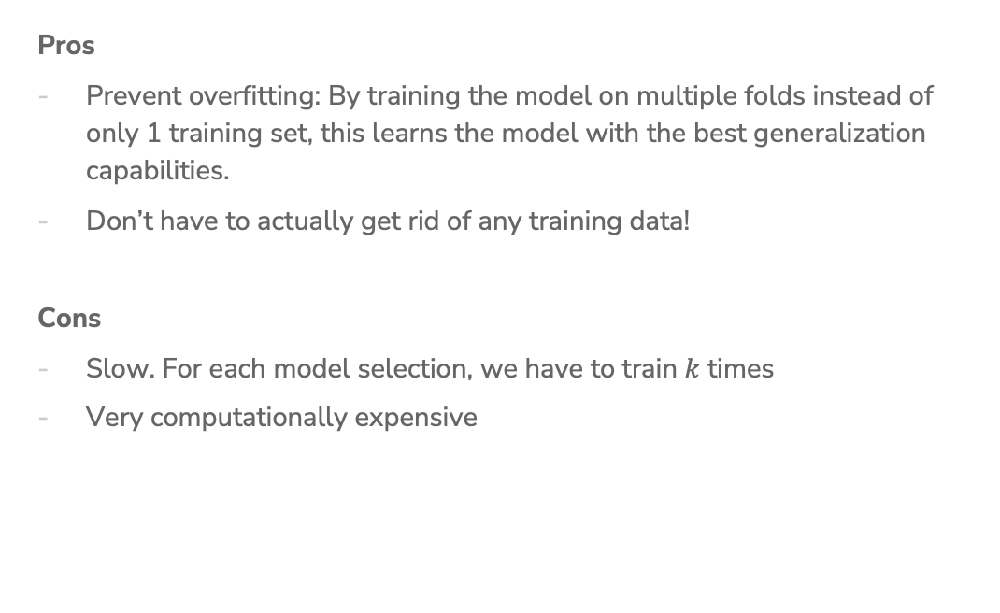 Pros
- Prevent overfitting: By training the model on multiple folds instead of
only 1 training set, this learns the model with the best generalization
capabilities.
- Don’t have to actually get rid of any training data!
Cons
- Slow. For each model selection, we have to train k times
- Very computationally expensive